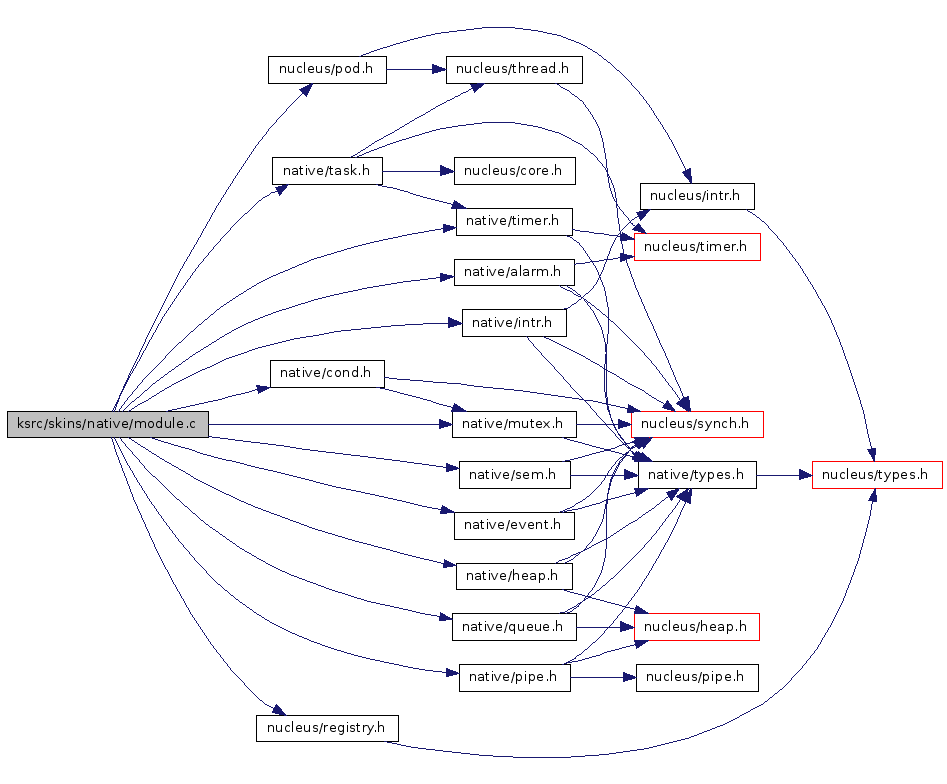 nucleus/pod.h
nucleus/thread.h
native/task.h
nucleus/core.h
nucleus/intr.h
native/timer.h
nucleus/timer.h
native/alarm.h
native/intr.h
native/cond.h
ksrc/skins/native/module.c
native/mutex.h
nucleus/synch.h
native/sem.h
native/types.h
nucleus/types.h
native/event.h
native/heap.h
native/queue.h
nucleus/heap.h
native/pipe.h
nucleus/pipe.h
nucleus/registry.h